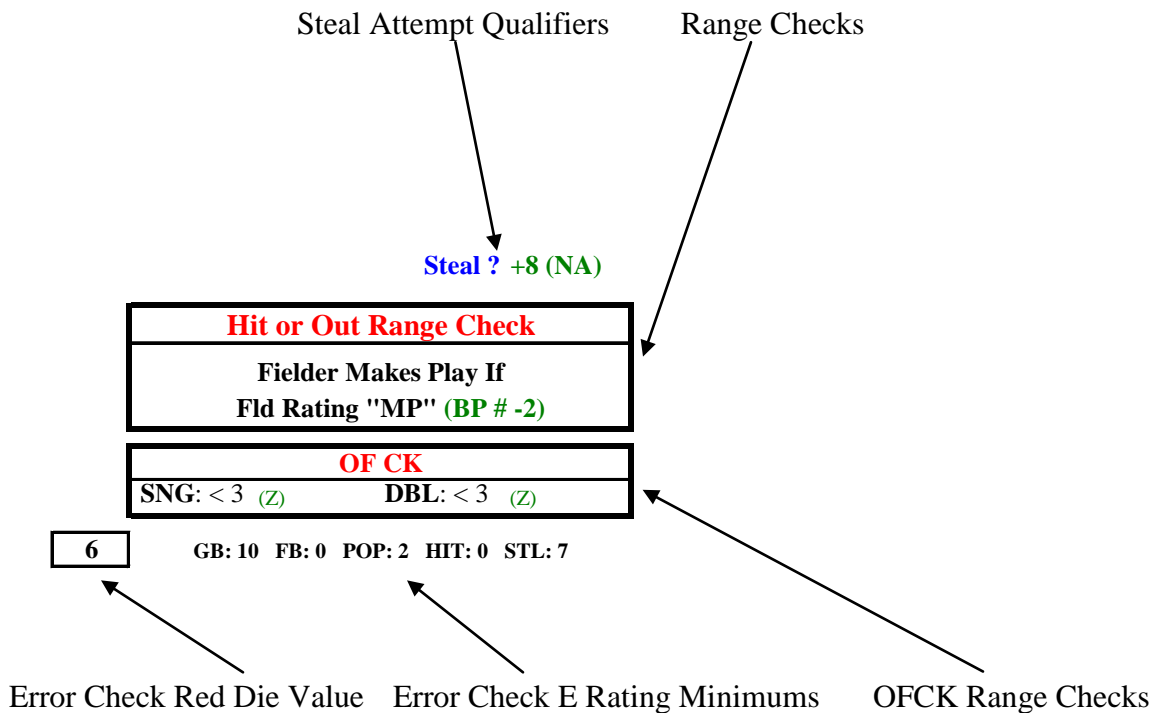 Steal Attempt Qualifiers Range Checks
Steal ? +8 (NA)
Hit or Out Range Check
Fielder Makes Play If
Fld Rating "MP" (BP # -2)
OF CK
SNG: < 3 (Z) DBL: < 3 (Z)
6 GB: 10 FB: 0 POP: 2 HIT: 0 STL: 7
Error Check Red Die Value Error Check E Rating Minimums OFCK Range Checks